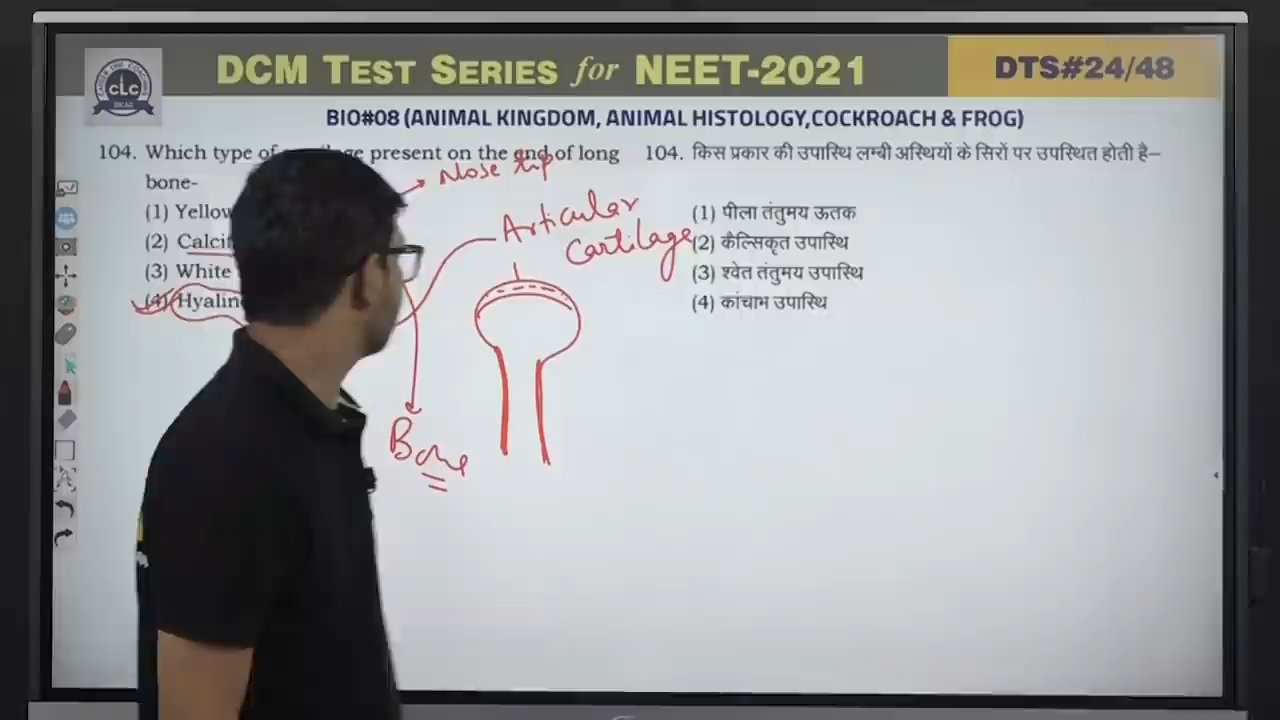 DCM TEST SERIES for NEET-2021
DTS#24/48
CLC
BIO#08 (ANIMAL KINGDOM, ANIMAL HISTOLOGY,COCKROACH & FROG)
104. Which type of present on the end of long
bone-
(1) Yellow
(2)
(3) White
(4) Hyalin
Nose tip
Articular
Cartilage
Bone
104. किस प्रकार की उपास्थि लम्बी अस्थियों के सिरों पर उपस्थित होती है–
(1) पीला तंतुमय ऊतक
(2) कैल्सिकृत उपास्थि
(3) श्वेत तंतुमय उपास्थि
(4) कांचाभ उपास्थि